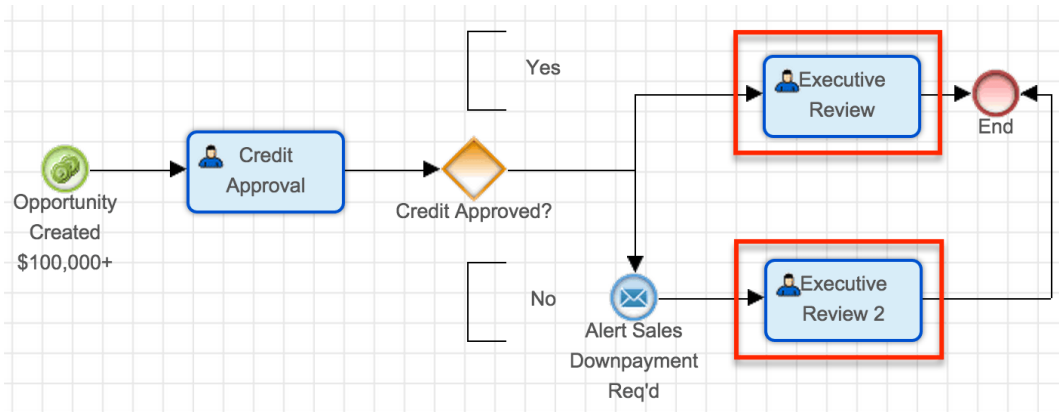 Yes
Executive
Review
End
Credit
Approval
Opportunity
Created
$100,000+
Credit Approved?
No
Alert Sales
Downpayment
Req'd
Executive
Review 2